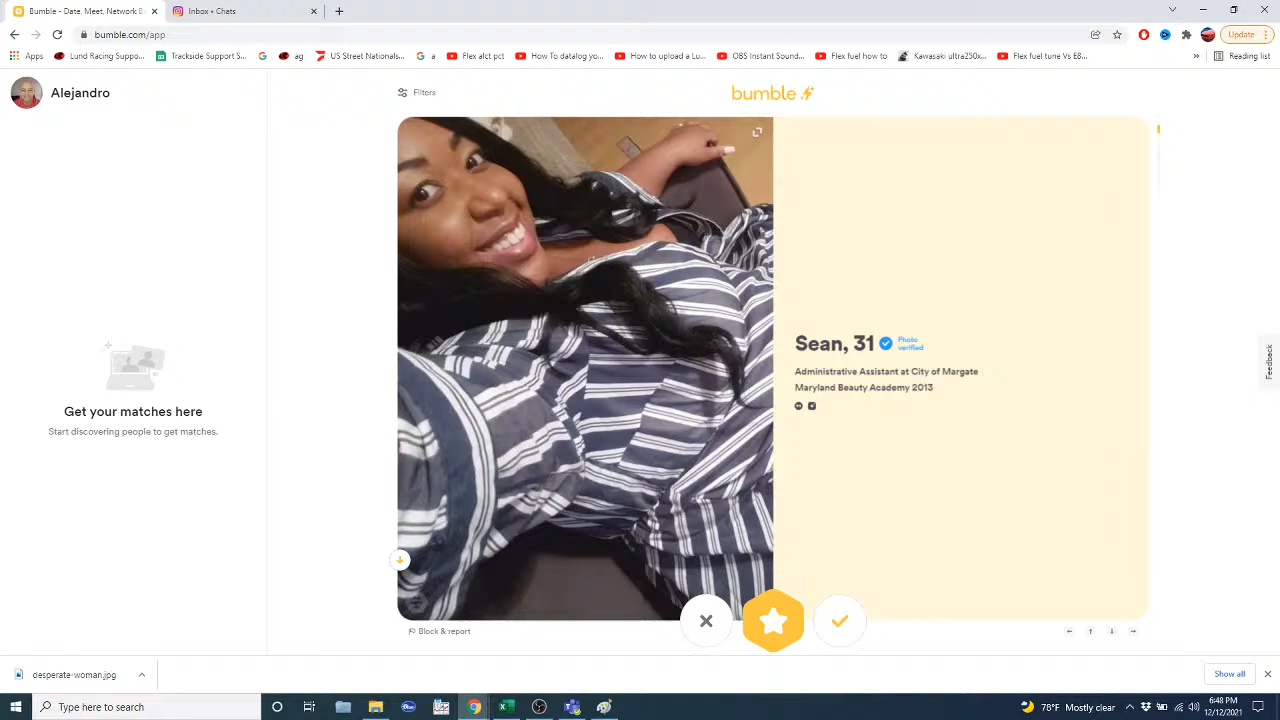 Bumble - Date, Meet, Network B
Inbox • Chats
bumble.com/app
Update
Apps
Lund Racing Suppo...
Trackside Support S...
G
ag
US Street Nationals...
a
Flex alct pct
How To datalog yo...
How to upload a Lu...
OBS Instant Sound...
Flex fuel how to
Kawasaki ultra250x...
Flex fuel tune Vs E8...
»
Reading list
Alejandro
Filters
bumble
Sean, 31
Photo verified
Administrative Assistant at City of Margate
Maryland Beauty Academy 2013
Get your matches here
Start discovering people to get matches.
Feedback
Block & report
desperate-woman.jpg
Show all
Type here to search
78°F Mostly clear
6:48 PM
12/12/2021